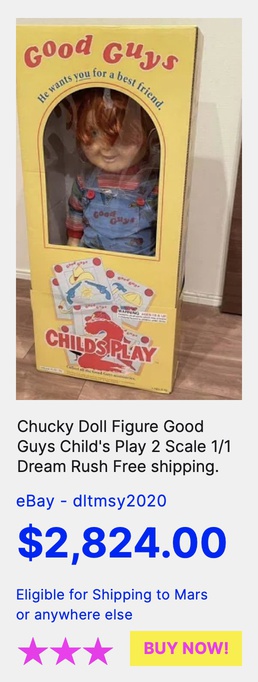 Good Guys
He wants you for a best friend.
Good Guys
WARNING:
2
CHILD'S PLAY
Chucky Doll Figure Good
Guys Child's Play 2 Scale 1/1
Dream Rush Free shipping.
eBay - dltmsy2020
$2,824.00
Eligible for Shipping to Mars
or anywhere else
BUY NOW!